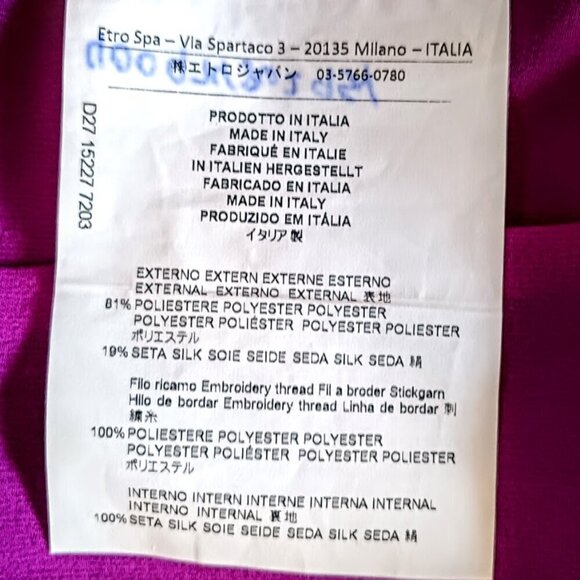 Etro Spa – Via Spartaco 3 – 20135 Milano – ITALIA
㈱エトロジャパン 03-5766-0780
D27 15227 7203
PRODOTTO IN ITALIA
MADE IN ITALY
FABRIQUÉ EN ITALIE
IN ITALIEN HERGESTELLT
FABRICADO EN ITALIA
MADE IN ITALY
PRODUZIDO EM ITÁLIA
イタリア製
EXTERNO EXTERN EXTERNE ESTERNO
EXTERNAL EXTERNO EXTERNAL 表地
81% POLIESTERE POLYESTER POLYESTER
POLYESTER POLIÉSTER POLYESTER POLIESTER
ポリエステル
19% SETA SILK SOIE SEIDE SEDA SILK SEDA 絹
Filo ricamo Embroidery thread Fil a broder Stickgarn
Hilo de bordar Embroidery thread Linha de bordar 刺
繍糸
100% POLIESTERE POLYESTER POLYESTER
POLYESTER POLIÉSTER POLYESTER POLIESTER
ポリエステル
INTERNO INTERN INTERNE INTERNA INTERNAL
INTERNO INTERNAL 裏地
100% SETA SILK SOIE SEIDE SEDA SILK SEDA 絹